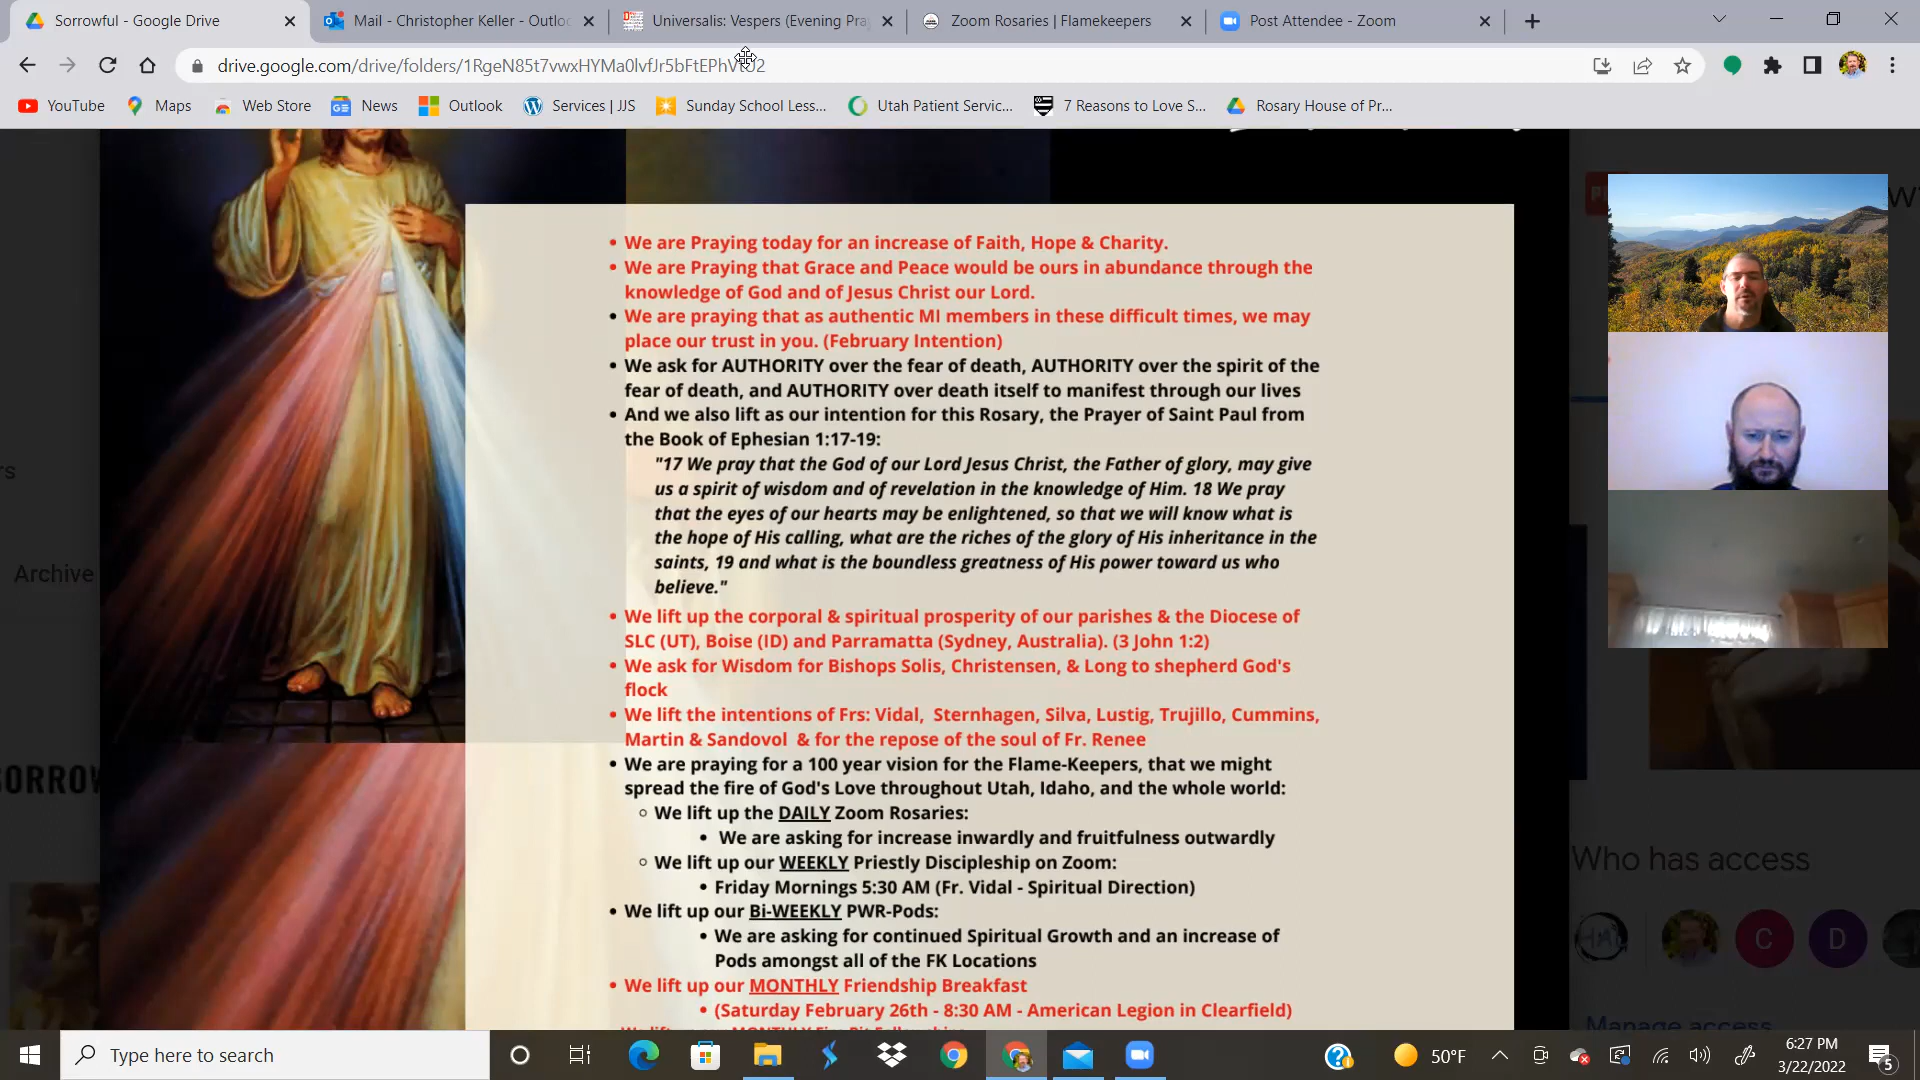 Sorrowful - Google Drive
Mail - Christopher Keller - Outloo
Universalis: Vespers (Evening Pra
Zoom Rosaries | Flamekeepers
Post Attendee - Zoom
YouTube
Maps
Web Store
News
Outlook
Services | JJS
Sunday School Less...
Utah Patient Servic...
7 Reasons to Love S...
Rosary House of Pr...
• We are Praying today for an increase of Faith, Hope & Charity.
• We are Praying that Grace and Peace would be ours in abundance through the
knowledge of God and of Jesus Christ our Lord.
• We are praying that as authentic MI members in these difficult times, we may
place our trust in you. (February Intention)
• We ask for AUTHORITY over the fear of death, AUTHORITY over the spirit of the
fear of death, and AUTHORITY over death itself to manifest through our lives
• And we also lift as our intention for this Rosary, the Prayer of Saint Paul from
the Book of Ephesian 1:17-19:
"17 We pray that the God of our Lord Jesus Christ, the Father of glory, may give
us a spirit of wisdom and of revelation in the knowledge of Him. 18 We pray
that the eyes of our hearts may be enlightened, so that we will know what is
the hope of His calling, what are the riches of the glory of His inheritance in the
saints, 19 and what is the boundless greatness of His power toward us who
believe."
• We lift up the corporal & spiritual prosperity of our parishes & the Diocese of
SLC (UT), Boise (ID) and Parramatta (Sydney, Australia). (3 John 1:2)
• We ask for Wisdom for Bishops Solis, Christensen, & Long to shepherd God's
flock
• We lift the intentions of Frs: Vidal, Sternhagen, Silva, Lustig, Trujillo, Cummins,
Martin & Sandovol & for the repose of the soul of Fr. Renee
• We are praying for a 100 year vision for the Flame-Keepers, that we might
spread the fire of God's Love throughout Utah, Idaho, and the whole world:
◦ We lift up the DAILY Zoom Rosaries:
• We are asking for increase inwardly and fruitfulness outwardly
◦ We lift up our WEEKLY Priestly Discipleship on Zoom:
• Friday Mornings 5:30 AM (Fr. Vidal - Spiritual Direction)
• We lift up our Bi-WEEKLY PWR-Pods:
• We are asking for continued Spiritual Growth and an increase of
Pods amongst all of the FK Locations
• We lift up our MONTHLY Friendship Breakfast
• (Saturday February 26th - 8:30 AM - American Legion in Clearfield)
Archive
Who has access
C
D
Manage access
Type here to search
50°F
6:27 PM
3/22/2022
5